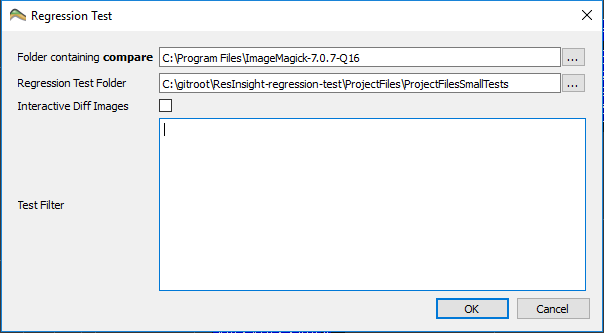 Regression Test
Folder containing compare C:\Program Files\ImageMagick-7.0.7-Q16 ...
Regression Test Folder C:\gitroot\ResInsight-regression-test\ProjectFiles\ProjectFilesSmallTests ...
Interactive Diff Images
Test Filter
OK Cancel